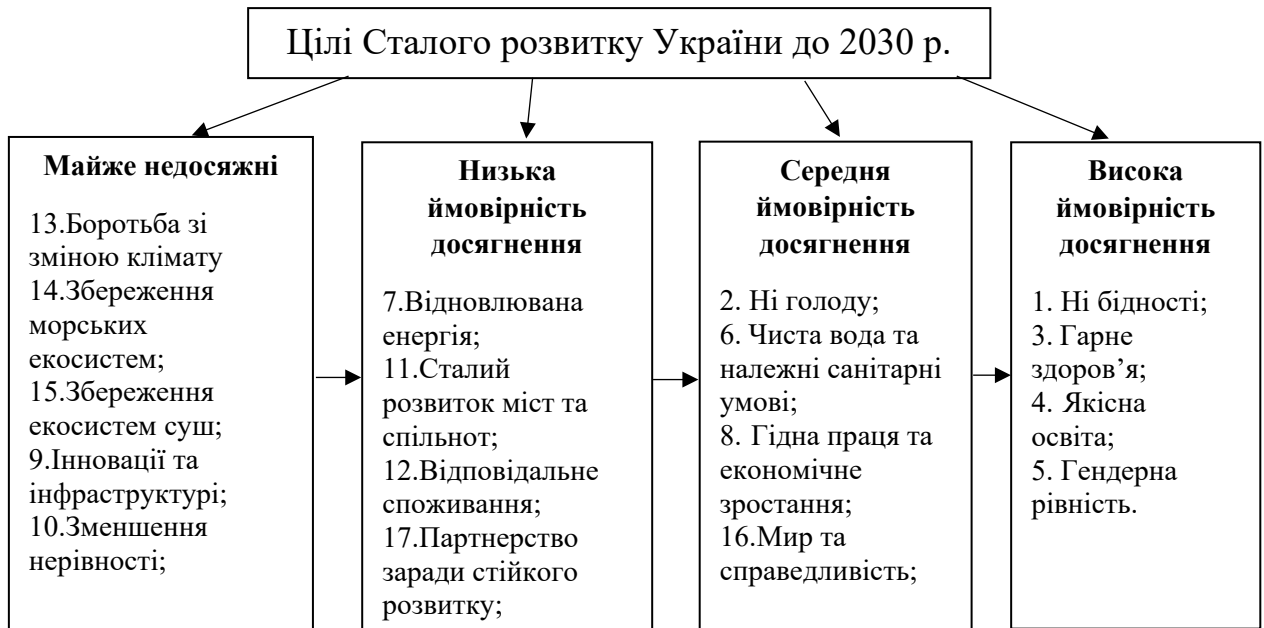 Цілі Сталого розвитку України до 2030 р.
Майже недосяжні
13.Боротьба зі
зміною клімату
14.Збереження
морських
екосистем;
15.Збереження
екосистем суш;
9.Інновації та
інфраструктурі;
10.Зменшення
нерівності;
Низька
ймовірність
досягнення
7.Відновлювана
енергія;
11.Сталий
розвиток міст та
спільнот;
12.Відповідальне
споживання;
17.Партнерство
заради стійкого
розвитку;
Середня
ймовірність
досягнення
2. Ні голоду;
6. Чиста вода та
належні санітарні
умові;
8. Гідна праця та
економічне
зростання;
16.Мир та
справедливість;
Висока
ймовірність
досягнення
1. Ні бідності;
3. Гарне
здоров’я;
4. Якісна
освіта;
5. Гендерна
рівність.